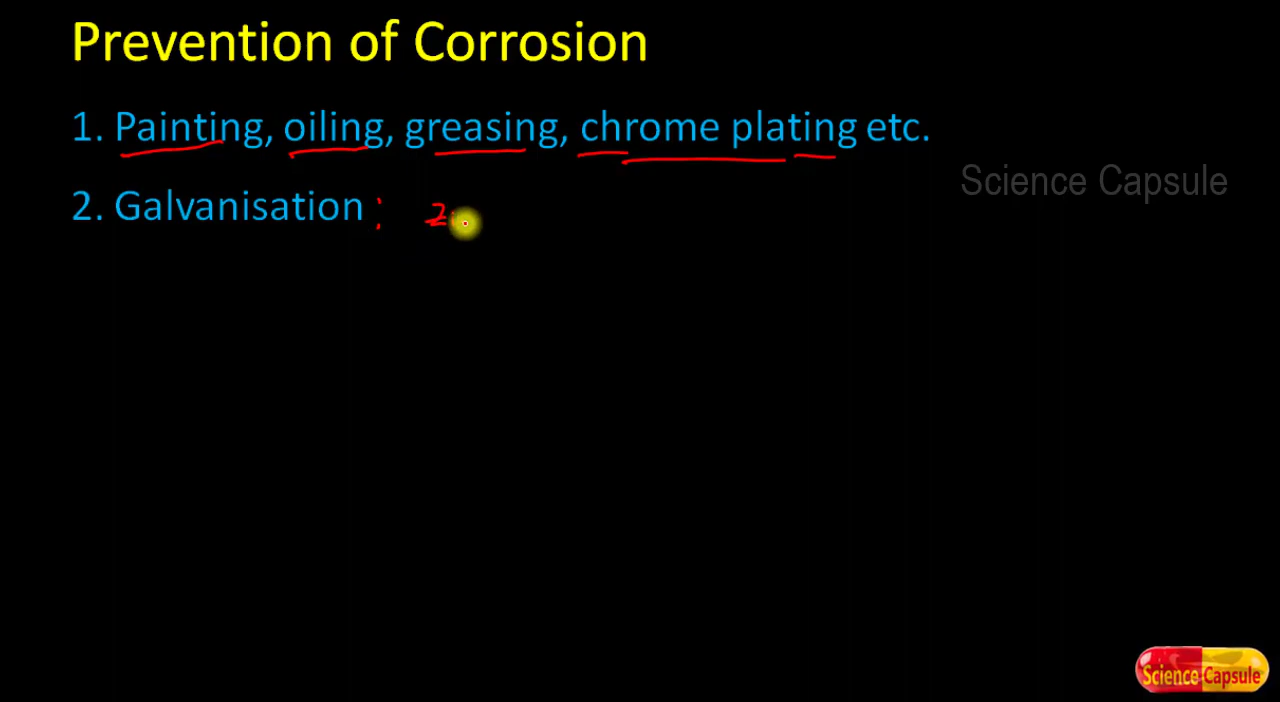 Prevention of Corrosion
1. Painting, oiling, greasing, chrome plating etc.
Science Capsule
2. Galvanisation :
Science Capsule